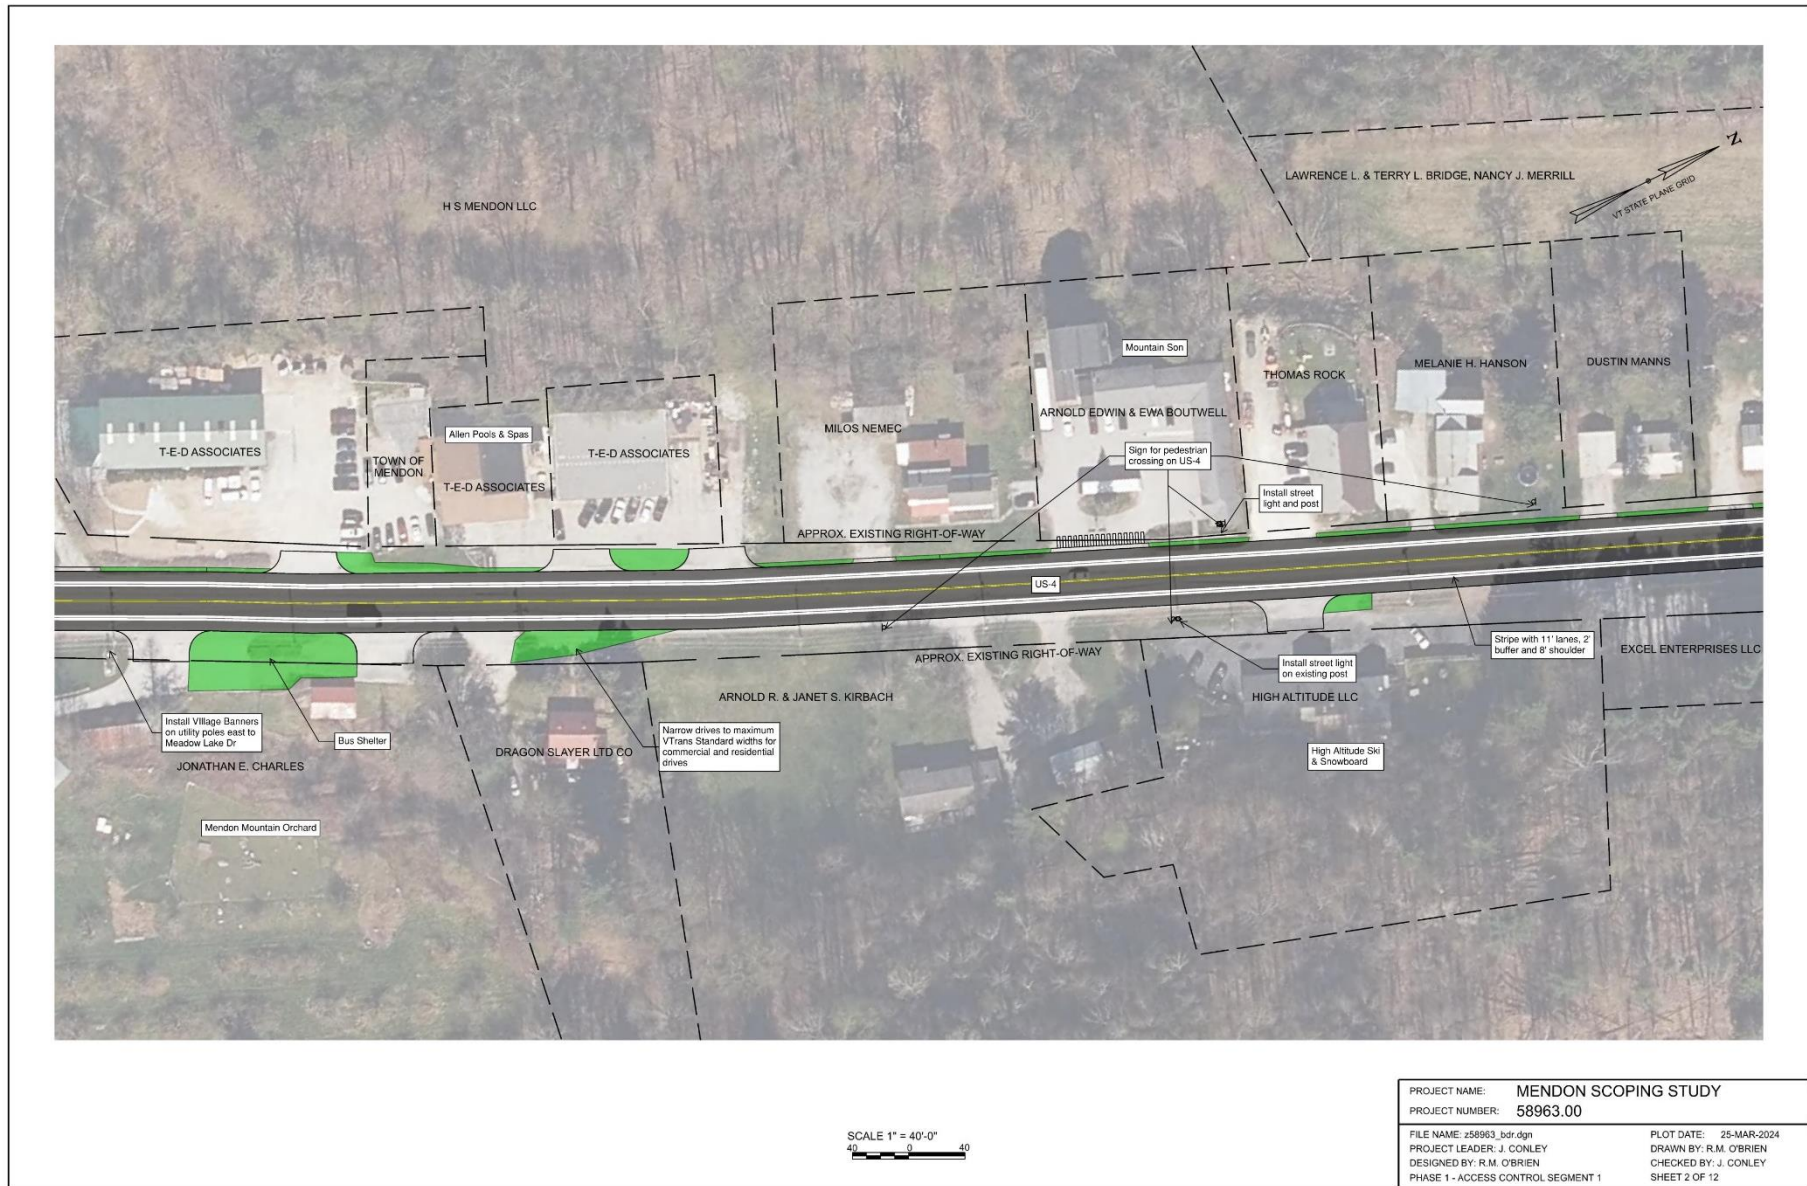 H S MENDON LLC
LAWRENCE L. & TERRY L. BRIDGE, NANCY J. MERRILL
N
VT STATE PLANE GRID
Mountain Son
THOMAS ROCK
MELANIE H. HANSON
DUSTIN MANNS
ARNOLD EDWIN & EWA BOUTWELL
MILOS NEMEC
Allen Pools & Spas
T-E-D ASSOCIATES
TOWN OF
MENDON
T-E-D ASSOCIATES
T-E-D ASSOCIATES
Sign for pedestrian
crossing on US-4
Install street
light and post
APPROX. EXISTING RIGHT-OF-WAY
US-4
Stripe with 11' lanes, 2'
buffer and 8' shoulder
EXCEL ENTERPRISES LLC
APPROX. EXISTING RIGHT-OF-WAY
Install street light
on existing post
ARNOLD R. & JANET S. KIRBACH
HIGH ALTITUDE LLC
Install VIllage Banners
on utility poles east to
Meadow Lake Dr
Bus Shelter
DRAGON SLAYER LTD CO
Narrow drives to maximum
VTrans Standard widths for
commercial and residential
drives
High Altitude Ski
& Snowboard
JONATHAN E. CHARLES
Mendon Mountain Orchard
SCALE 1" = 40'-0"
40 0 40
PROJECT NAME: MENDON SCOPING STUDY
PROJECT NUMBER: 58963.00
FILE NAME: z58963_bdr.dgn PLOT DATE: 25-MAR-2024
PROJECT LEADER: J. CONLEY DRAWN BY: R.M. O'BRIEN
DESIGNED BY: R.M. O'BRIEN CHECKED BY: J. CONLEY
PHASE 1 - ACCESS CONTROL SEGMENT 1 SHEET 2 OF 12